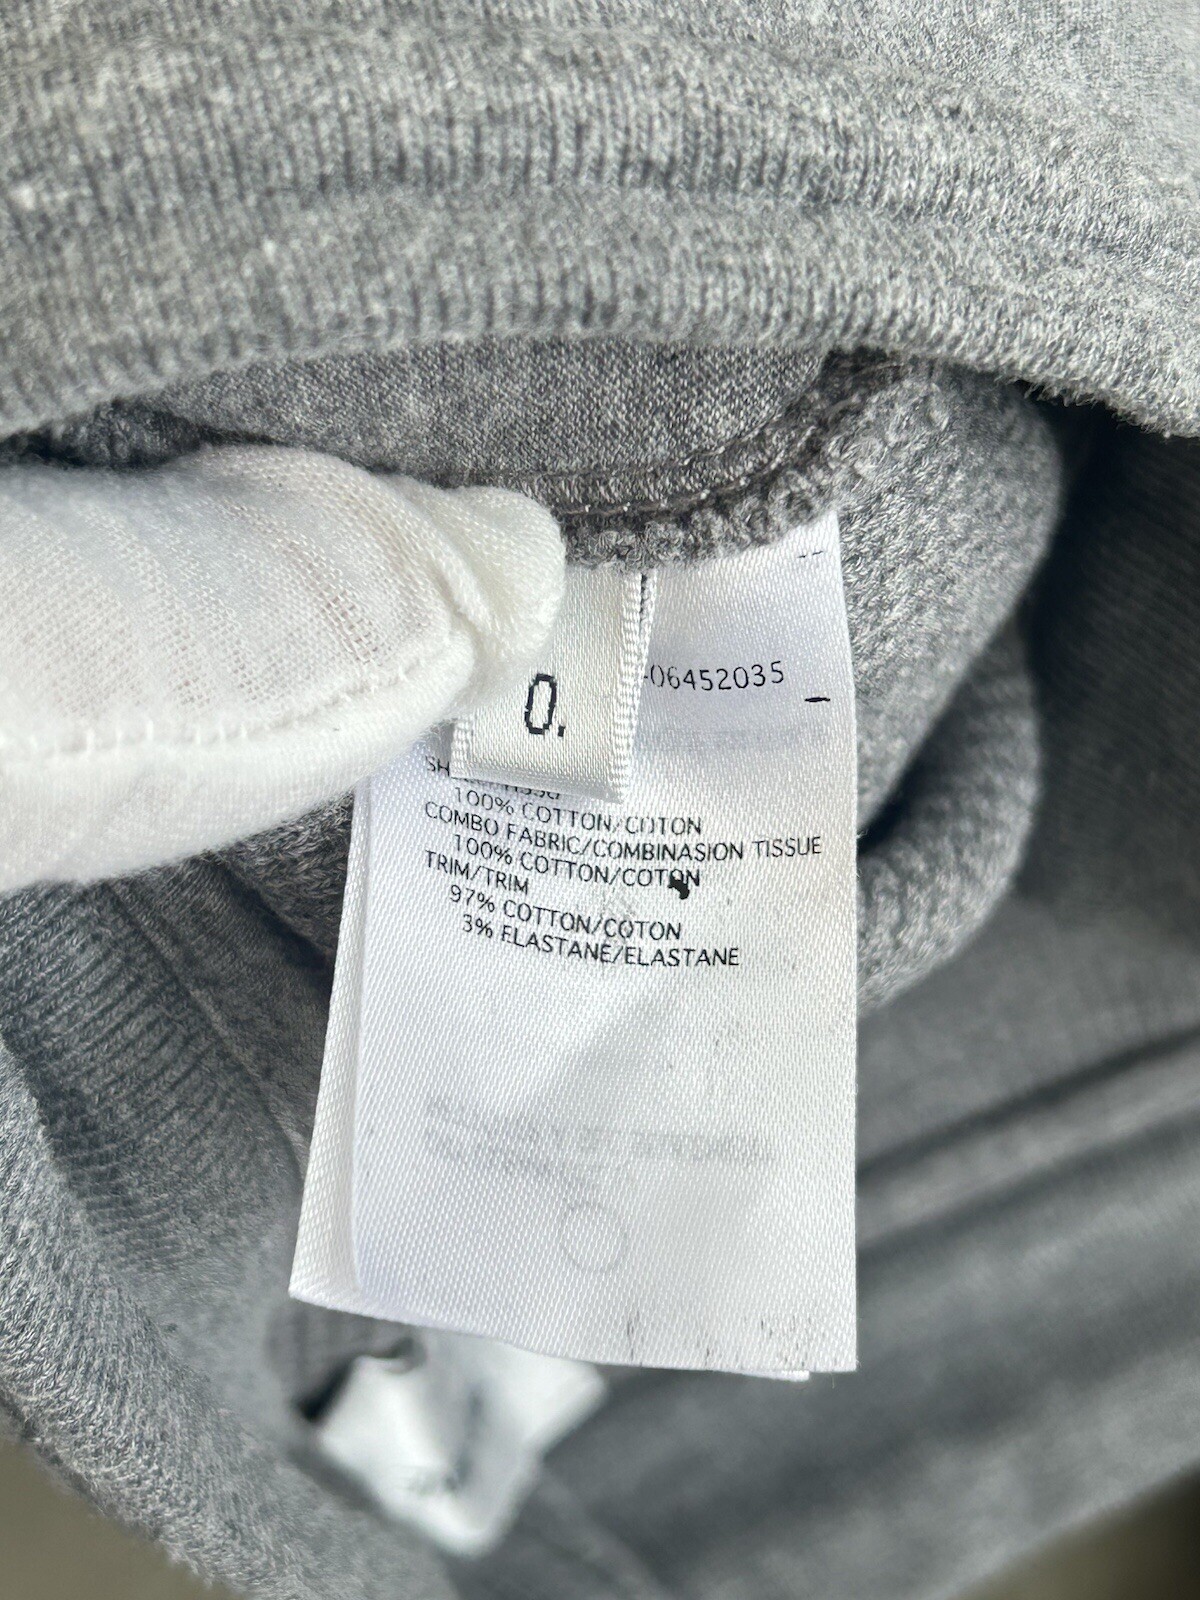 -06452035
0.
100% COTTON/COTON
COMBO FABRIC/COMBINASION TISSUE
100% COTTON/COTON
TRIM/TRIM
97% COTTON/COTON
3% ELASTANE/ELASTANE